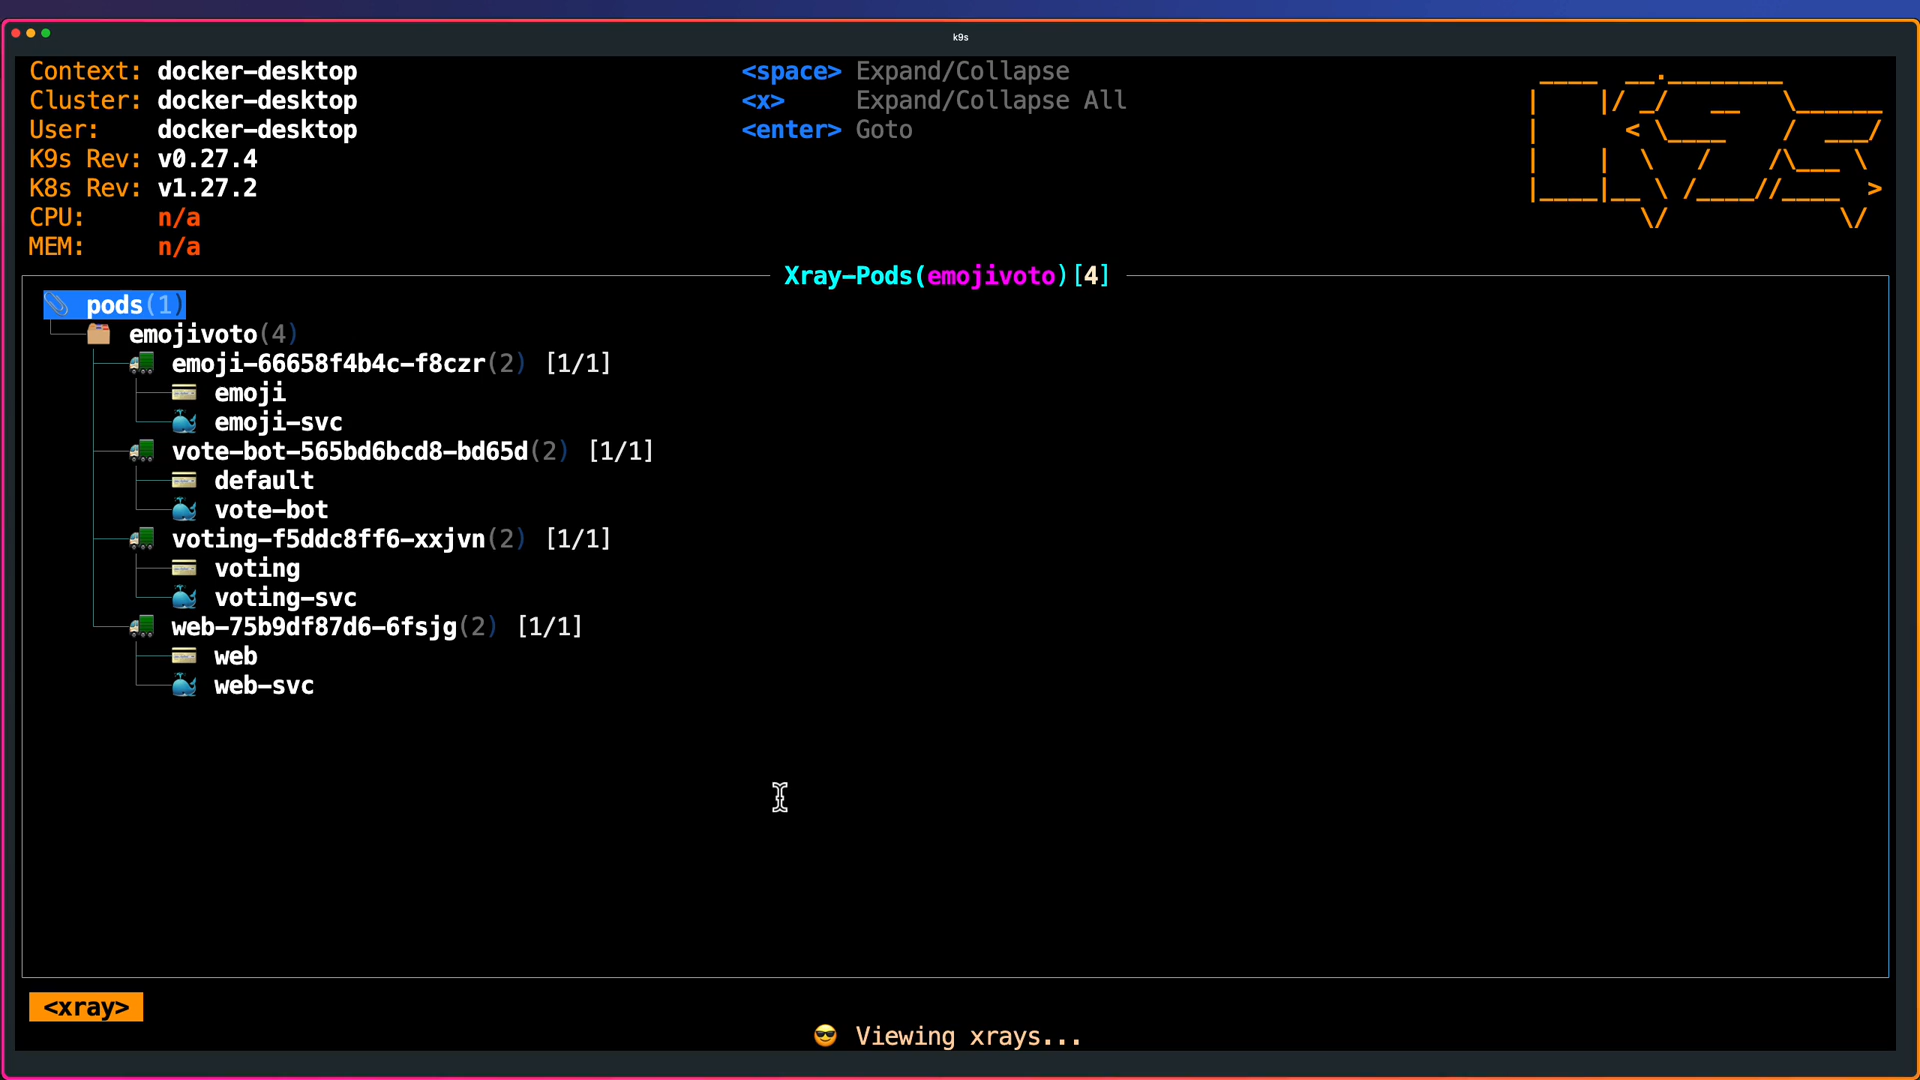 k9s
Context: docker-desktop
Cluster: docker-desktop
User: docker-desktop
K9s Rev: v0.27.4
K8s Rev: v1.27.2
CPU: n/a
MEM: n/a
<space> Expand/Collapse
<x> Expand/Collapse All
<enter> Goto
K9s
Xray-Pods(emojivoto)[4]
pods(1)
emojivoto(4)
emoji-66658f4b4c-f8czr(2) [1/1]
emoji
emoji-svc
vote-bot-565bd6bcd8-bd65d(2) [1/1]
default
vote-bot
voting-f5ddc8ff6-xxjvn(2) [1/1]
voting
voting-svc
web-75b9df87d6-6fsjg(2) [1/1]
web
web-svc
<xray>
😎 Viewing xrays...